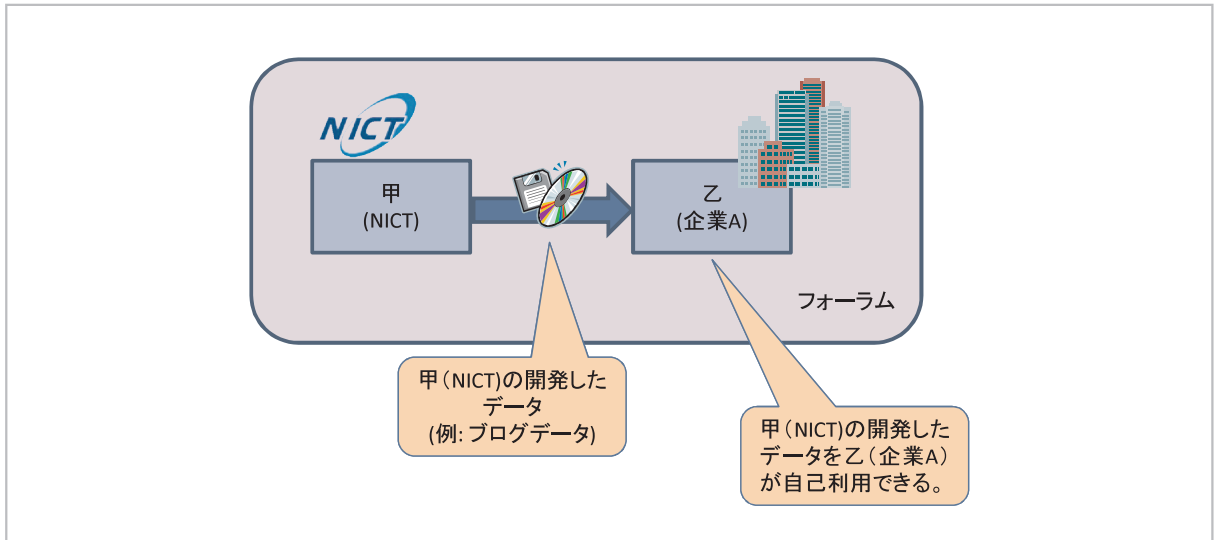 NICT
甲
(NICT)
乙
(企業A)
フォーラム
甲(NICT)の開発した
データ
(例: ブログデータ)
甲(NICT)の開発した
データを乙(企業A)
が自己利用できる。